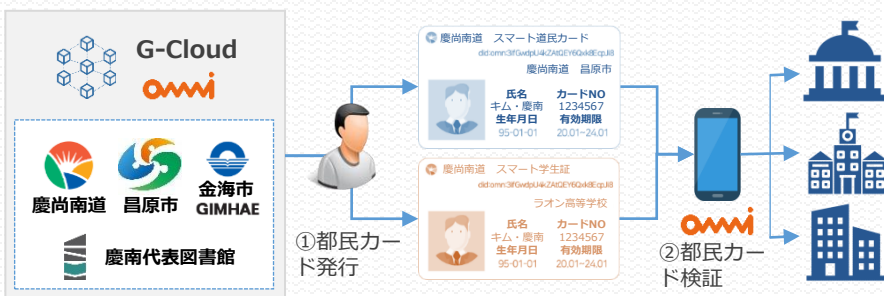 G-Cloud
omni
慶尚南道
昌原市
金海市
GIMHAE
慶南代表図書館
①都民カー
ド発行
慶尚南道 スマート道民カード
慶尚南道 昌原市
氏名 カードNO
キム・慶南 1234567
生年月日 有効期限
95-01-01 20.01~24.01
慶尚南道 スマート学生証
ラオン高等学校
氏名 カードNO
キム・慶南 1234567
生年月日 有効期限
95-01-01 20.01~24.01
omni
②都民カー
ド検証